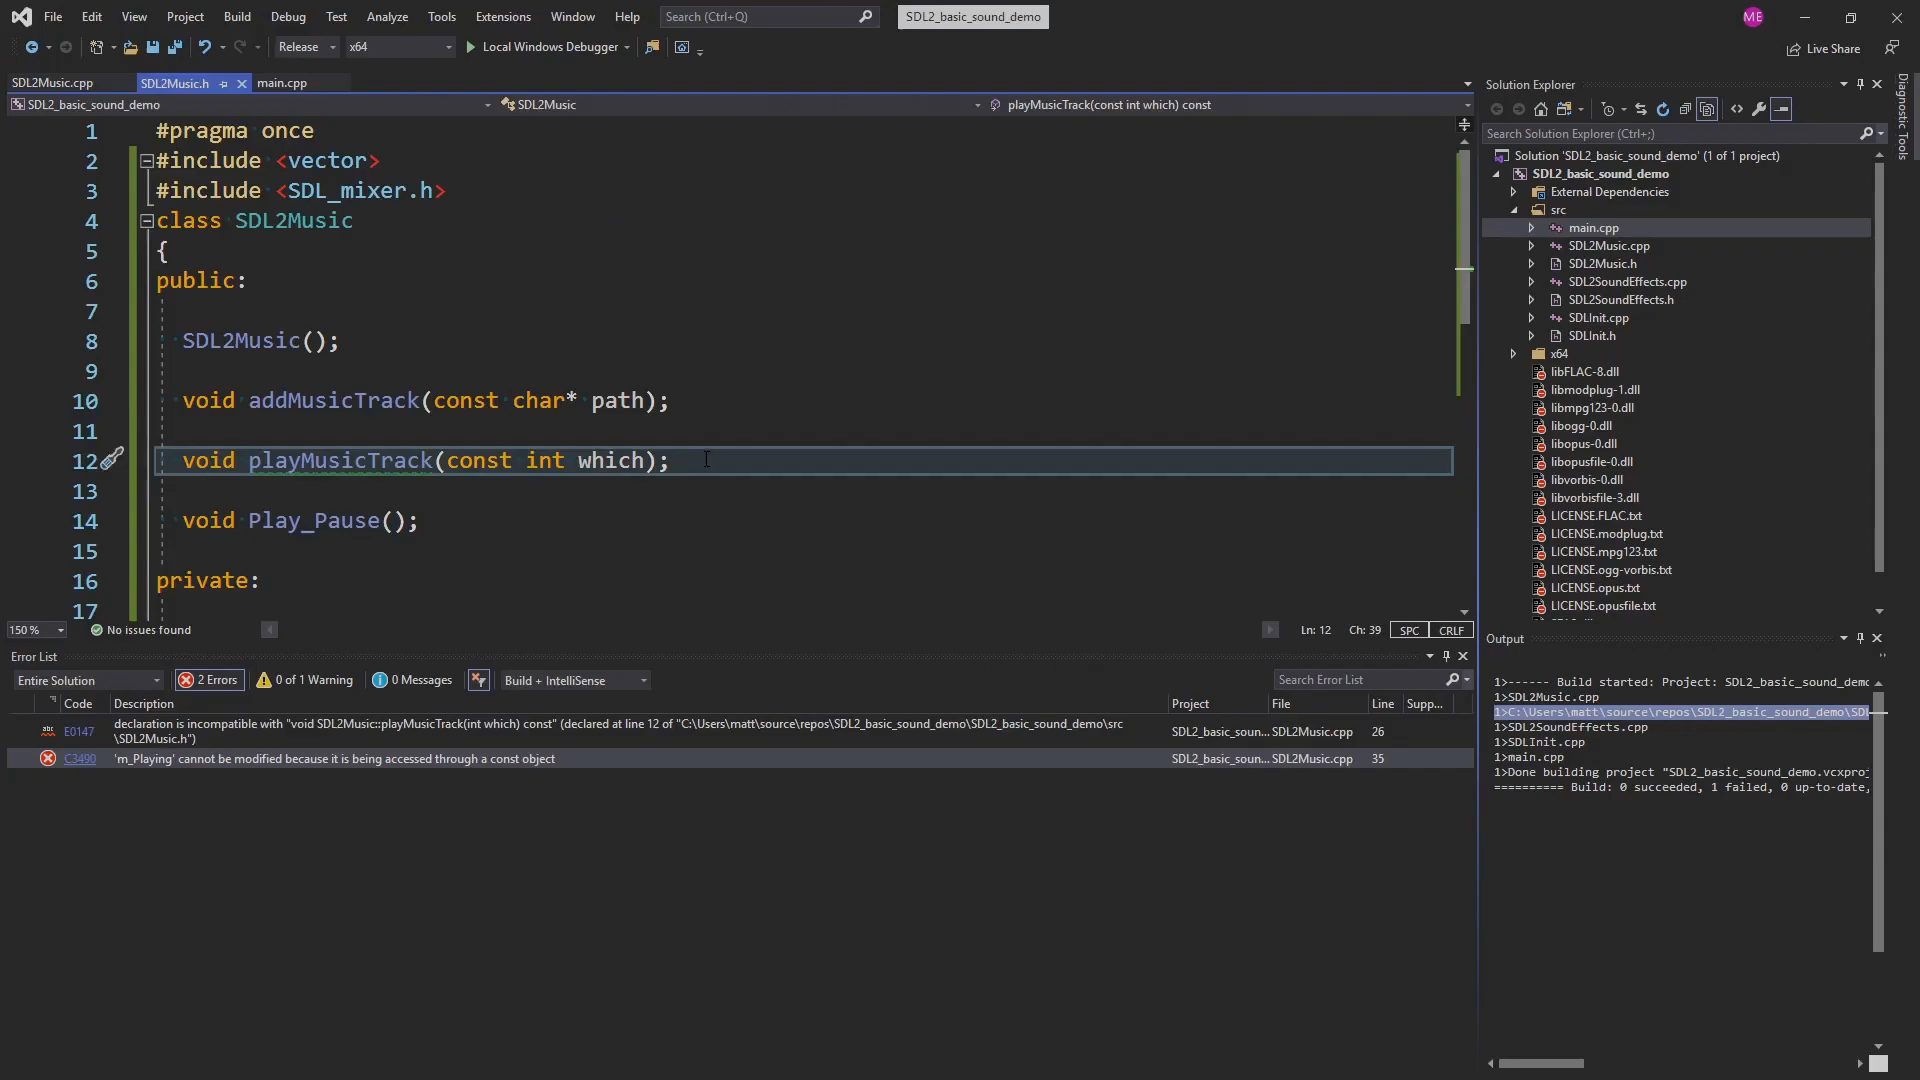 File Edit View Project Build Debug Test Analyze Tools Extensions Window Help Search (Ctrl+Q) SDL2_basic_sound_demo ME
Release x64 Local Windows Debugger Live Share
SDL2Music.cpp SDL2Music.h main.cpp
SDL2_basic_sound_demo SDL2Music playMusicTrack(const int which) const
1 #pragma once
2 #include <vector>
3 #include <SDL_mixer.h>
4 class SDL2Music
5 {
6 public:
7
8 SDL2Music();
9
10 void addMusicTrack(const char* path);
11
12 void playMusicTrack(const int which);
13
14 void Play_Pause();
15
16 private:
17
150 % No issues found Ln: 12 Ch: 39 SPC CRLF
Error List
Entire Solution 2 Errors 0 of 1 Warning 0 Messages Build + IntelliSense Search Error List
Code Description Project File Line Supp...
abc E0147 declaration is incompatible with "void SDL2Music::playMusicTrack(int which) const" (declared at line 12 of "C:\Users\matt\source\repos\SDL2_basic_sound_demo\SDL2_basic_sound_demo\src
\SDL2Music.h") SDL2_basic_soun... SDL2Music.cpp 26
C3490 'm_Playing' cannot be modified because it is being accessed through a const object SDL2_basic_soun... SDL2Music.cpp 35
Solution Explorer
Search Solution Explorer (Ctrl+;)
Solution 'SDL2_basic_sound_demo' (1 of 1 project)
SDL2_basic_sound_demo
External Dependencies
src
main.cpp
SDL2Music.cpp
SDL2Music.h
SDL2SoundEffects.cpp
SDL2SoundEffects.h
SDLInit.cpp
SDLInit.h
x64
libFLAC-8.dll
libmodplug-1.dll
libmpg123-0.dll
libogg-0.dll
libopus-0.dll
libopusfile-0.dll
libvorbis-0.dll
libvorbisfile-3.dll
LICENSE.FLAC.txt
LICENSE.modplug.txt
LICENSE.mpg123.txt
LICENSE.ogg-vorbis.txt
LICENSE.opus.txt
LICENSE.opusfile.txt
Output
1>------ Build started: Project: SDL2_basic_sound_demo
1>SDL2Music.cpp
1>C:\Users\matt\source\repos\SDL2_basic_sound_demo\SDL
1>SDL2SoundEffects.cpp
1>SDLInit.cpp
1>main.cpp
1>Done building project "SDL2_basic_sound_demo.vcxproj
========== Build: 0 succeeded, 1 failed, 0 up-to-date,
Diagnostic Tools